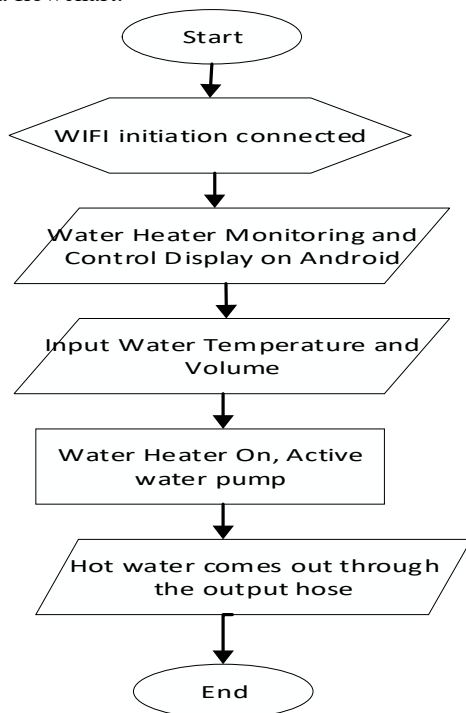 Start
WIFI initiation connected
Water Heater Monitoring and
Control Display on Android
Input Water Temperature and
Volume
Water Heater On, Active
water pump
Hot water comes out through
the output hose
End